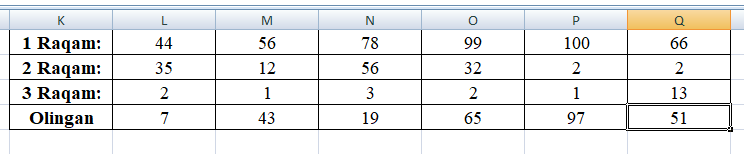 K L M N O P Q
1 Raqam: 44 56 78 99 100 66
2 Raqam: 35 12 56 32 2 2
3 Raqam: 2 1 3 2 1 13
Olingan 7 43 19 65 97 51